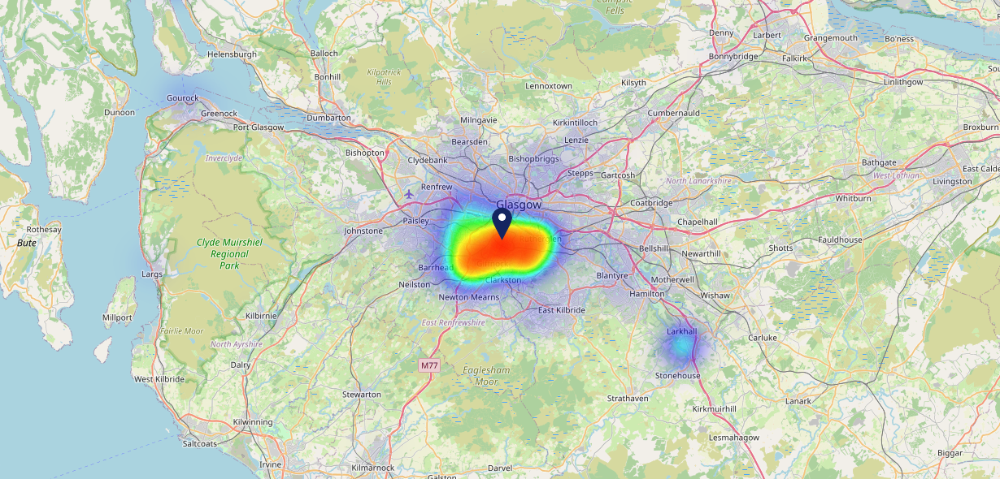 Campsie
Fells
Denny
Larbert
Grangemouth
Bo'ness
Helensburgh
Balloch
Bonnybridge
Falkirk
Bonhill
Kilpatrick
Hills
Lennoxtown
Kilsyth
Linlithgow
Gourock
Dunoon
Greenock
Port Glasgow
Dumbarton
Milngavie
Kirkintilloch
Cumbernauld
Broxburn
Bearsden
Lenzie
Bishopton
Inverclyde
Clydebank
Bishopbriggs
Bathgate
Stepps
Gartcosh
West Lothian
North Lanarkshire
Livingston
East Calde
Renfrew
Glasgow
Coatbridge
Whitburn
Paisley
Chapelhall
Rothesay
Johnstone
Rutherglen
Bute
Clyde Muirshiel
Regional
Park
Shotts
Fauldhouse
Bellshill
Newarthill
Barrhead
Largs
Clarkston
Blantyre
Motherwell
Neilston
Newton Mearns
Hamilton
Wishaw
East Kilbride
Millport
Kilbirnie
East Renfrewshire
Fairlie Moor
Larkhall
Carluke
North Ayrshire
Dalry
M77
Eaglesham
Moor
Stonehouse
West Kilbride
Stewarton
Strathaven
Lanark
Kirkmuirhill
Kilwinning
Lesmahagow
Saltcoats
Biggar
Irvine
Kilmarnock
Darvel
Galston